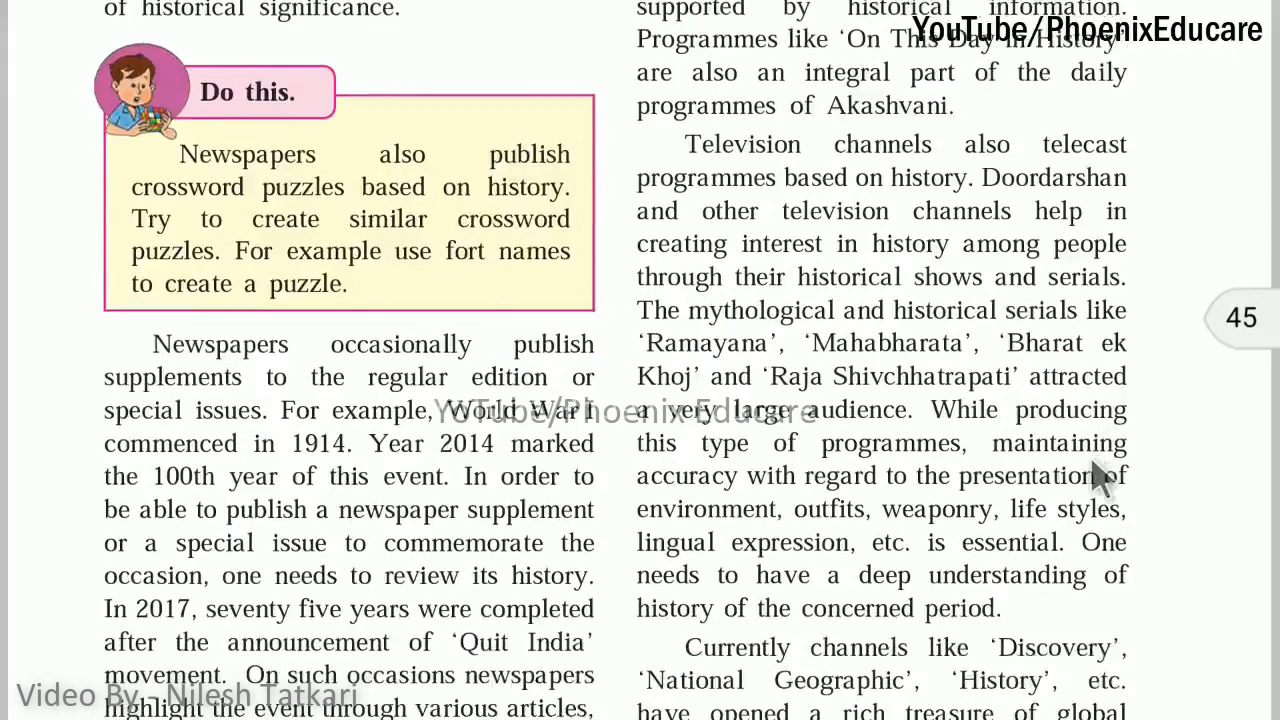 of historical significance.
Do this.
Newspapers also publish
crossword puzzles based on history.
Try to create similar crossword
puzzles. For example use fort names
to create a puzzle.
Newspapers occasionally publish
supplements to the regular edition or
special issues. For example, World War I
commenced in 1914. Year 2014 marked
the 100th year of this event. In order to
be able to publish a newspaper supplement
or a special issue to commemorate the
occasion, one needs to review its history.
In 2017, seventy five years were completed
after the announcement of ‘Quit India’
movement. On such occasions newspapers
highlight the event through various articles,
supported by historical information.
Programmes like ‘On This Day in History’
are also an integral part of the daily
programmes of Akashvani.
Television channels also telecast
programmes based on history. Doordarshan
and other television channels help in
creating interest in history among people
through their historical shows and serials.
The mythological and historical serials like
‘Ramayana’, ‘Mahabharata’, ‘Bharat ek
Khoj’ and ‘Raja Shivchhatrapati’ attracted
a very large audience. While producing
this type of programmes, maintaining
accuracy with regard to the presentation of
environment, outfits, weaponry, life styles,
lingual expression, etc. is essential. One
needs to have a deep understanding of
history of the concerned period.
Currently channels like ‘Discovery’,
‘National Geographic’, ‘History’, etc.
have opened a rich treasure of global
YouTube/PhoenixEducare
45
YouTube/Phoenix Educare
Video By - Nilesh Tatkari